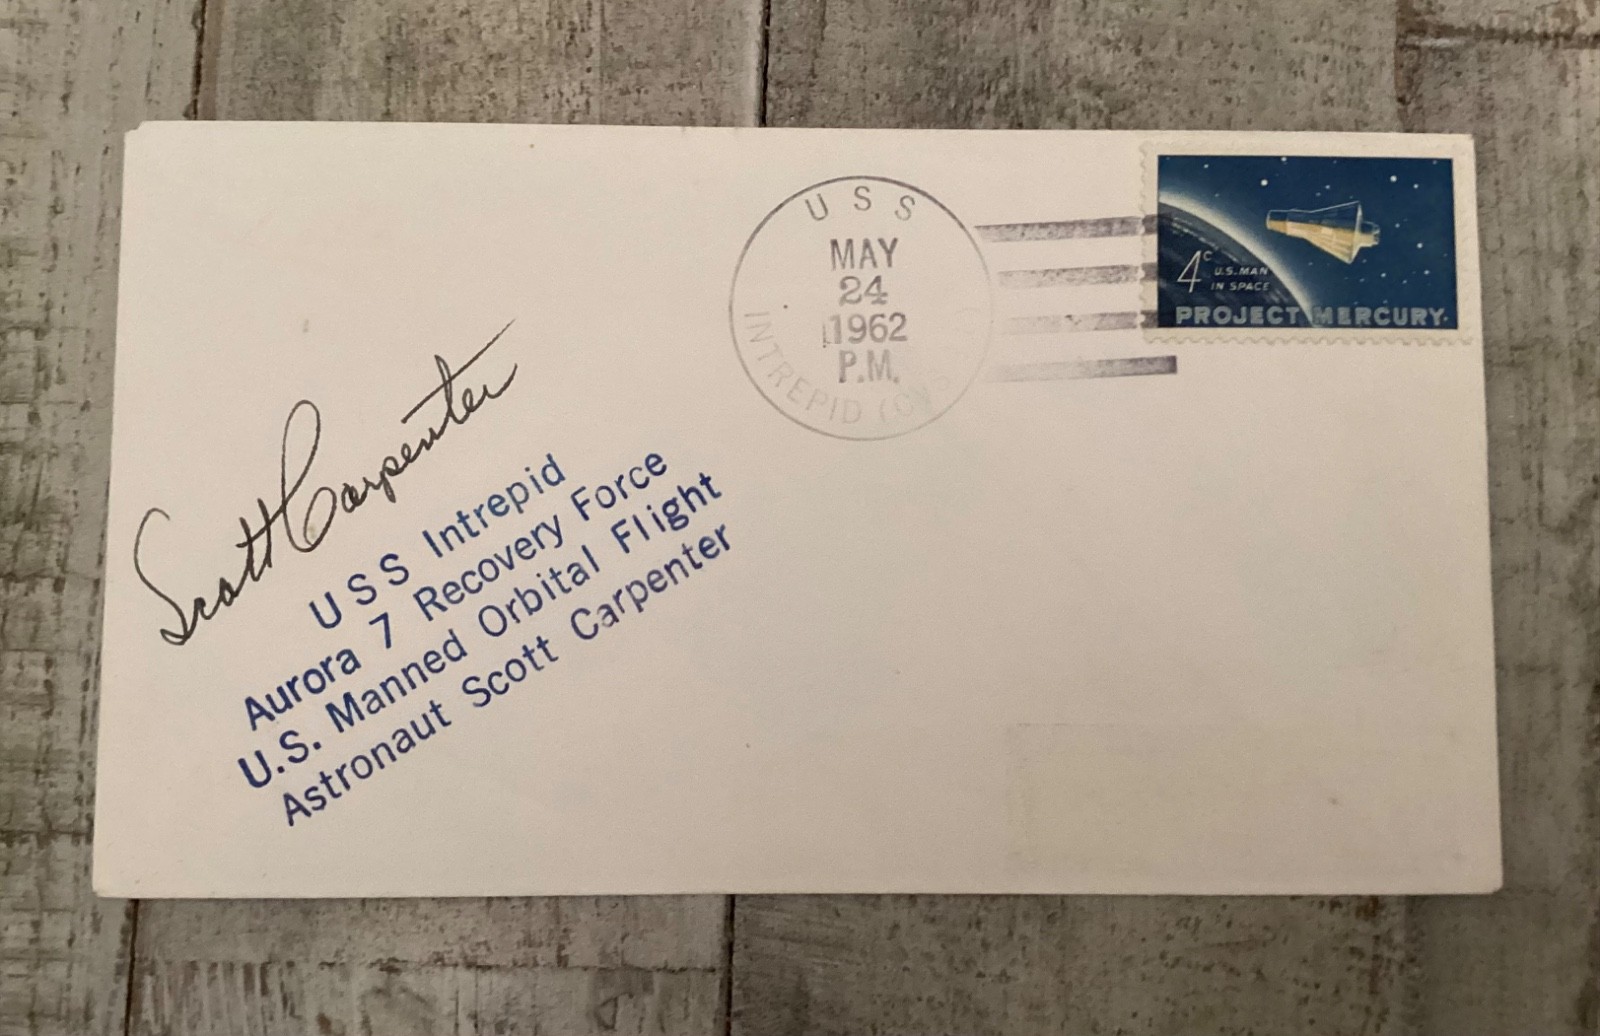 USS
MAY
24
1962
P.M.
INTREPID
4c
U.S. MAN
IN SPACE
PROJECT MERCURY
Scott Carpenter
USS Intrepid
Aurora 7 Recovery Force
U.S. Manned Orbital Flight
Astronaut Scott Carpenter